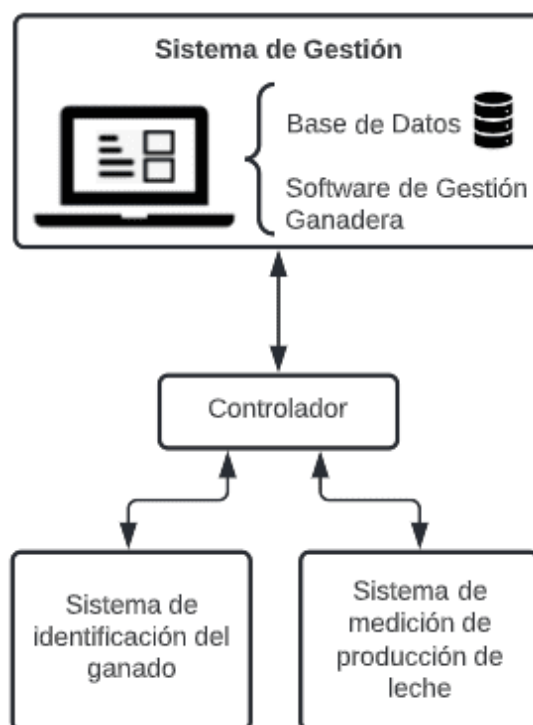 Sistema de Gestión
Base de Datos
Software de Gestión
Ganadera
Controlador
Sistema de
identificación del
ganado
Sistema de
medición de
producción de
leche